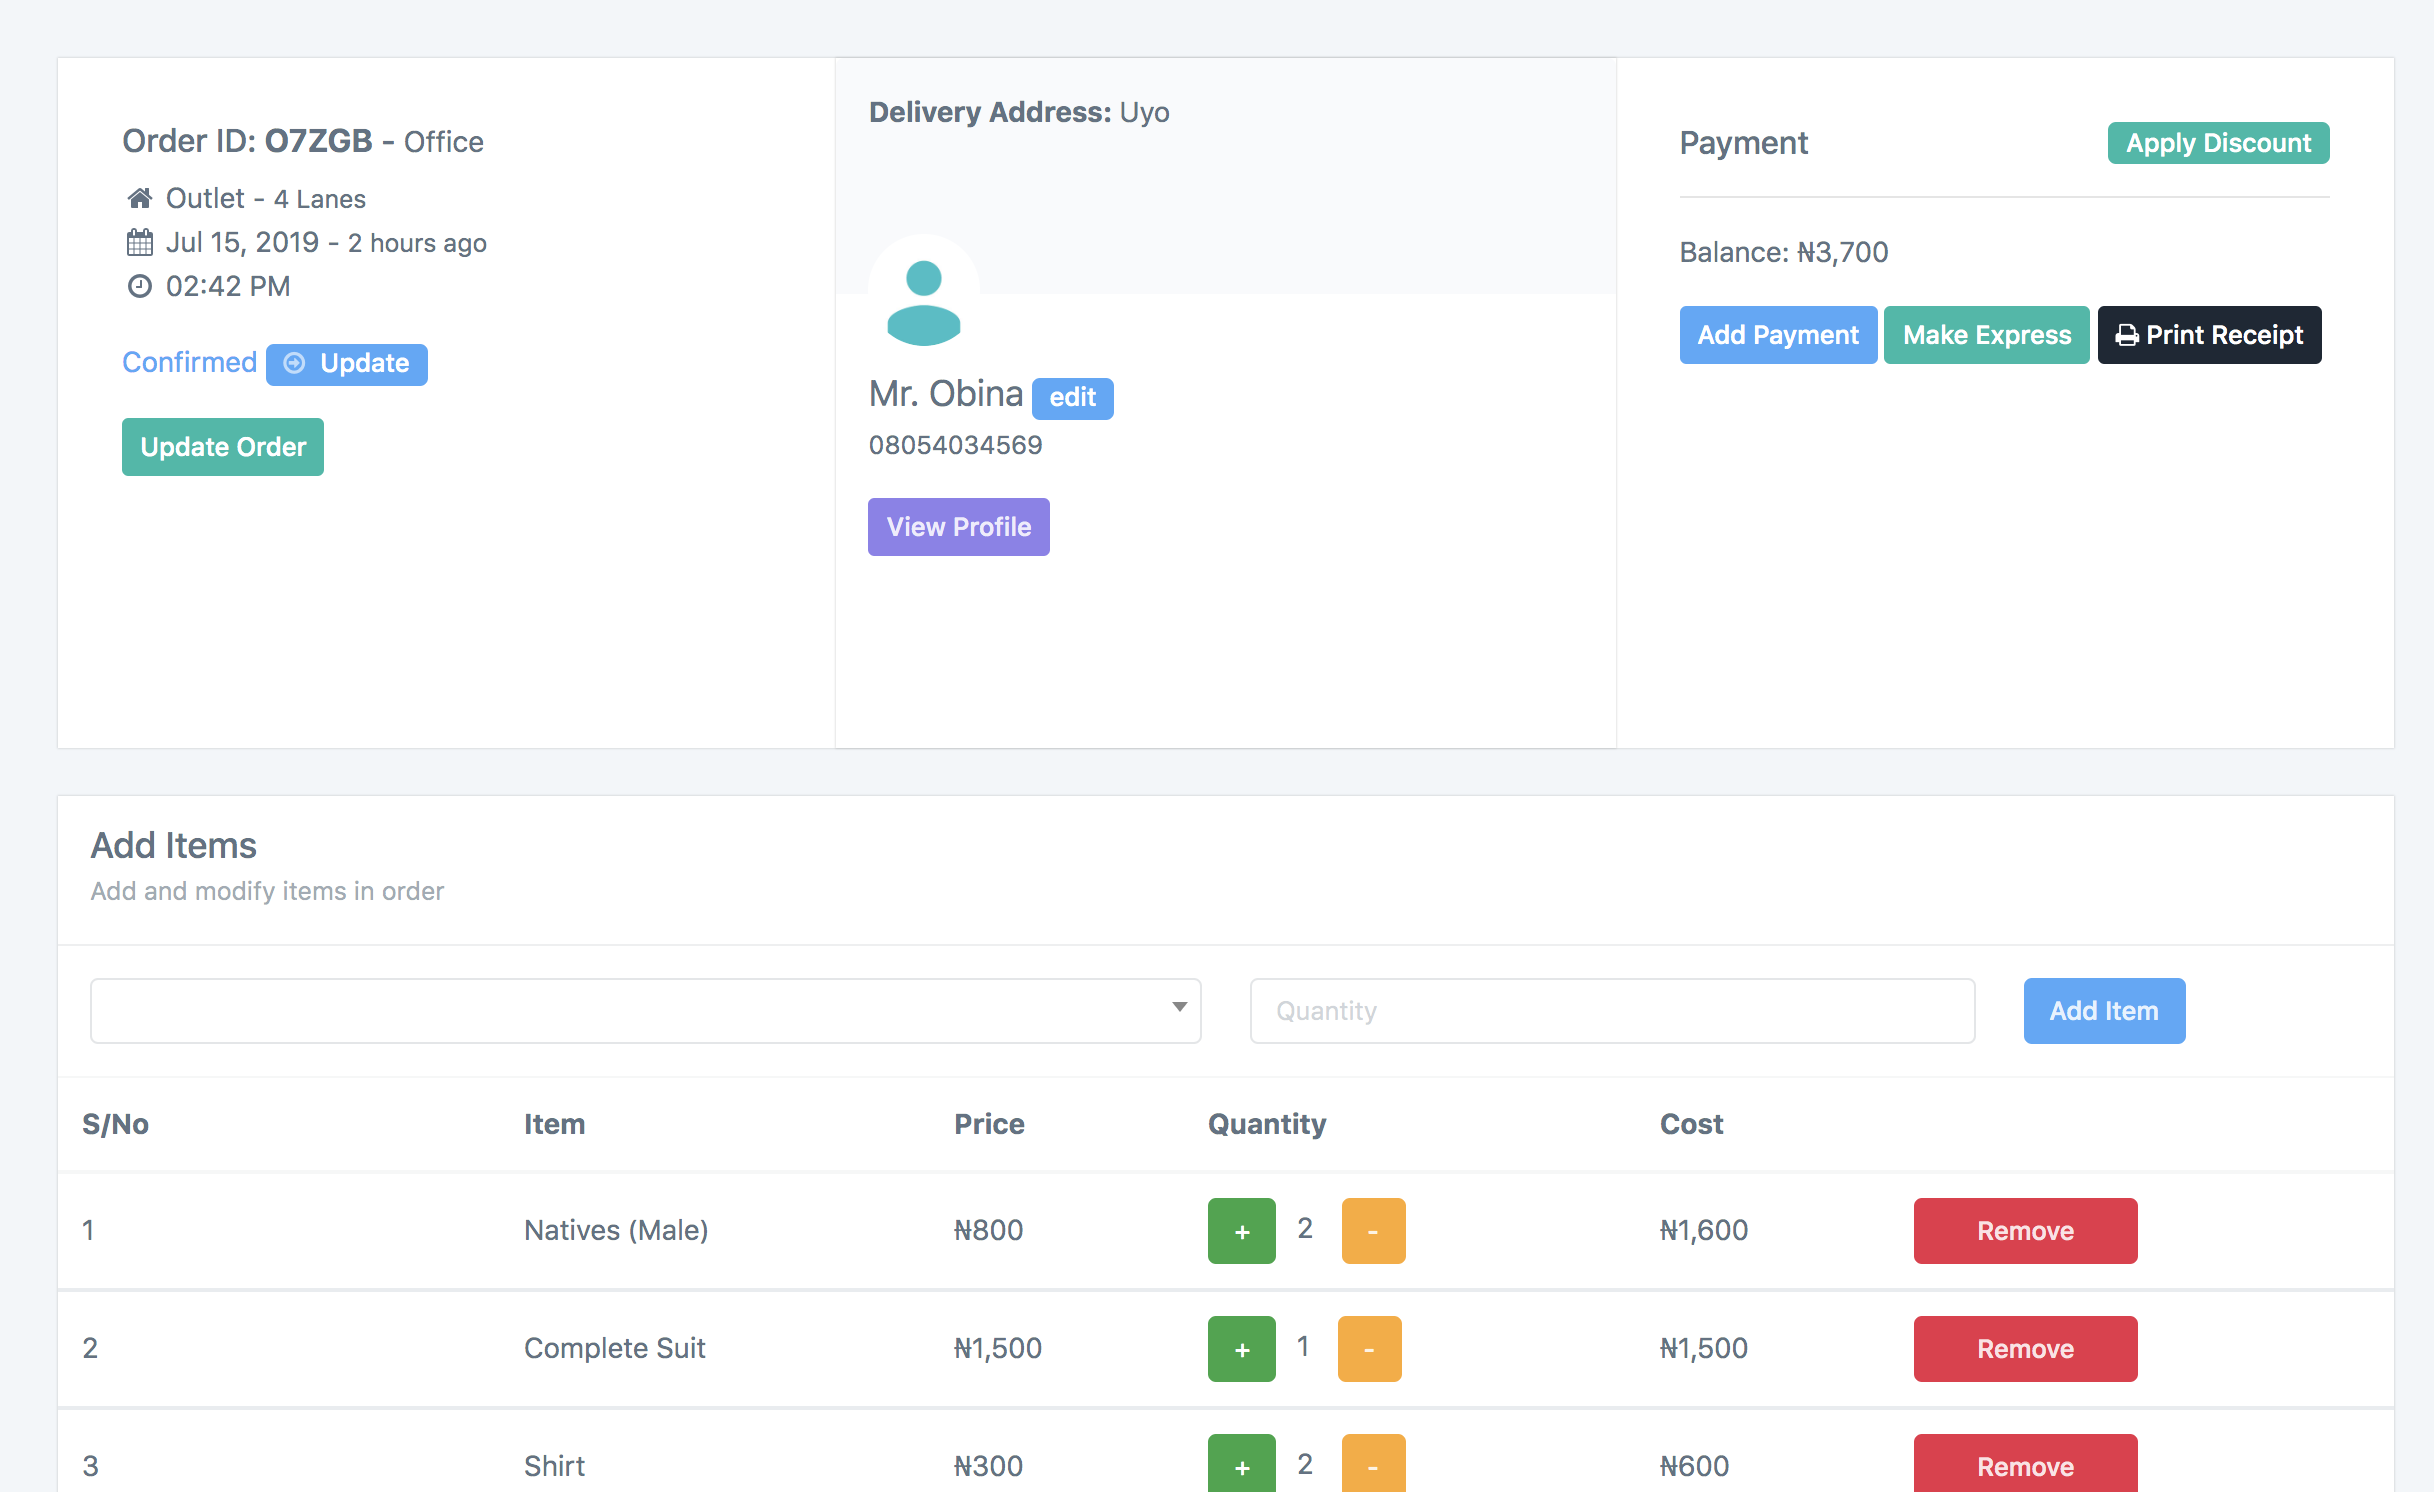 Order ID: O7ZGB - Office
Outlet - 4 Lanes
Jul 15, 2019 - 2 hours ago
02:42 PM
Confirmed Update
Update Order
Delivery Address: Uyo
Mr. Obina edit
08054034569
View Profile
Payment Apply Discount
Balance: ₦3,700
Add Payment Make Express Print Receipt
Add Items
Add and modify items in order
Quantity Add Item
S/No Item Price Quantity Cost
1 Natives (Male) ₦800 + 2 - ₦1,600 Remove
2 Complete Suit ₦1,500 + 1 - ₦1,500 Remove
3 Shirt ₦300 + 2 - ₦600 Remove